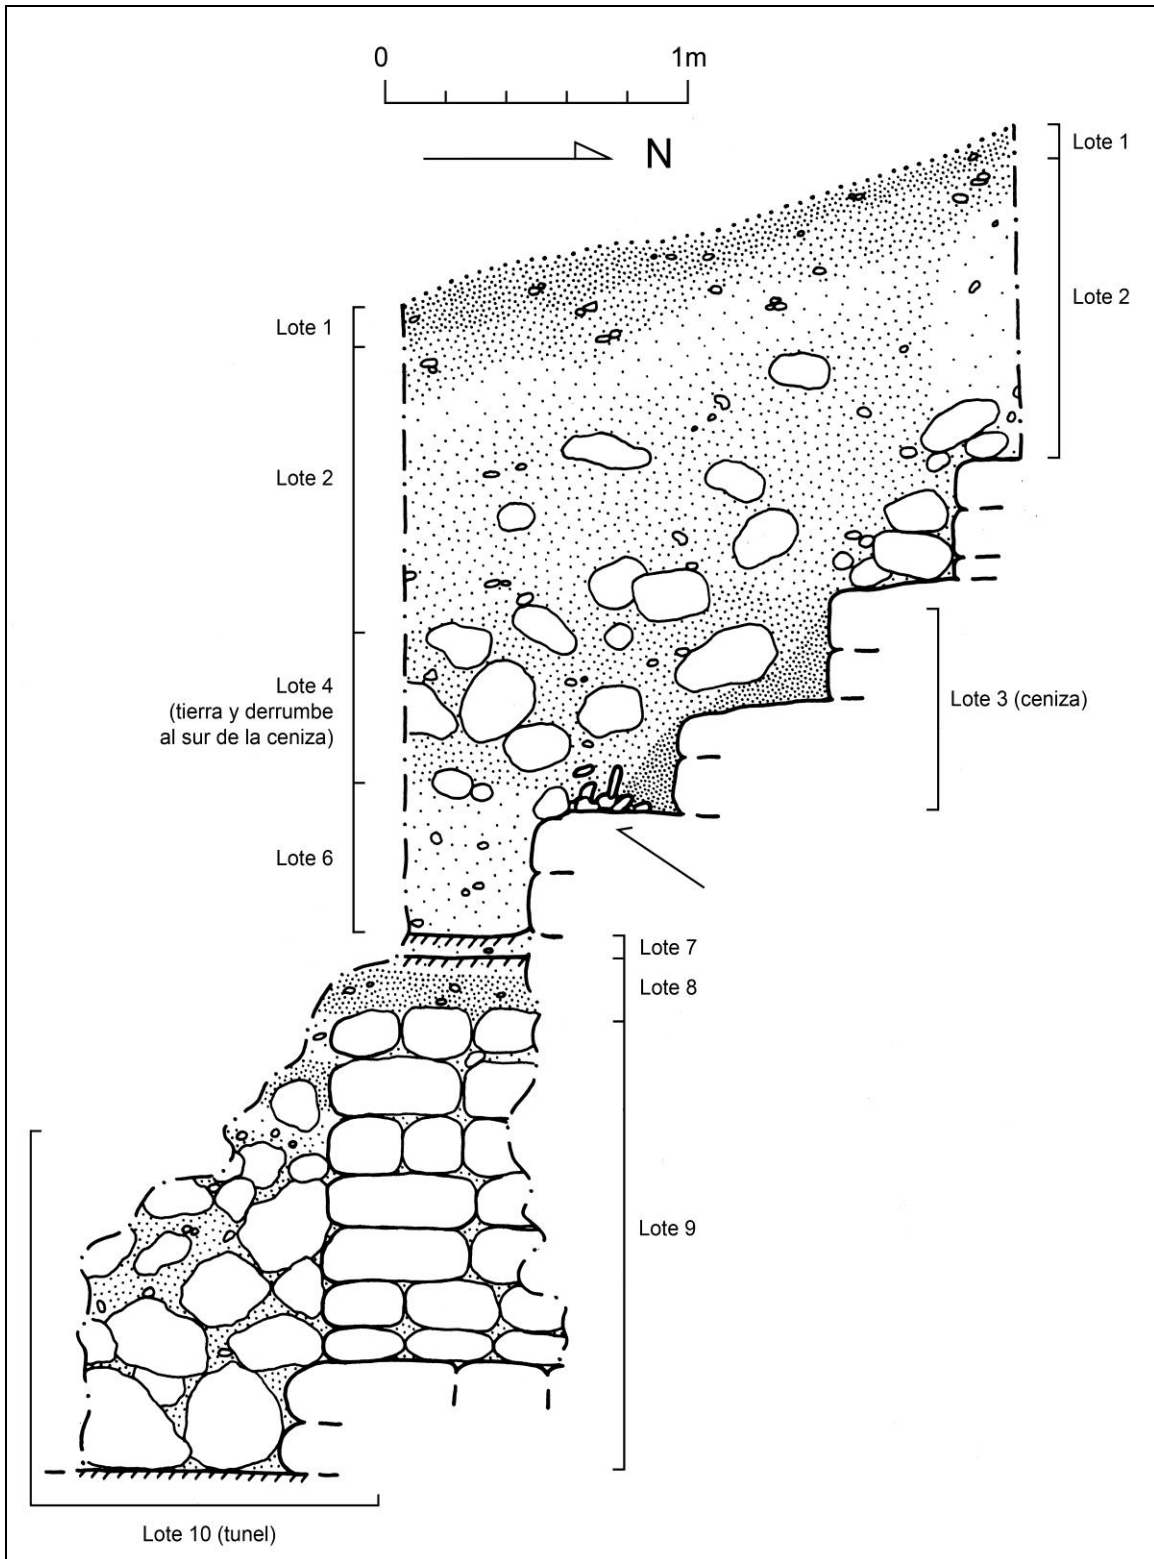 0 1m
N
Lote 1
Lote 2
Lote 1
Lote 2
Lote 4
(tierra y derrumbe
al sur de la ceniza)
Lote 3 (ceniza)
Lote 6
Lote 7
Lote 8
Lote 9
Lote 10 (tunel)